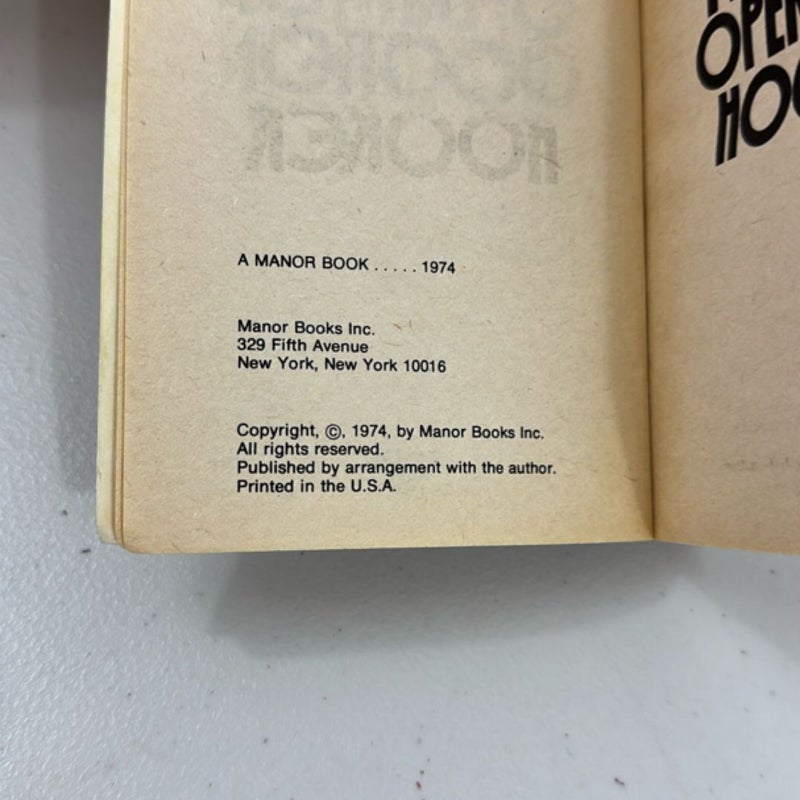 A MANOR BOOK . . . . . 1974
Manor Books Inc.
329 Fifth Avenue
New York, New York 10016
Copyright, ©, 1974, by Manor Books Inc.
All rights reserved.
Published by arrangement with the author.
Printed in the U.S.A.